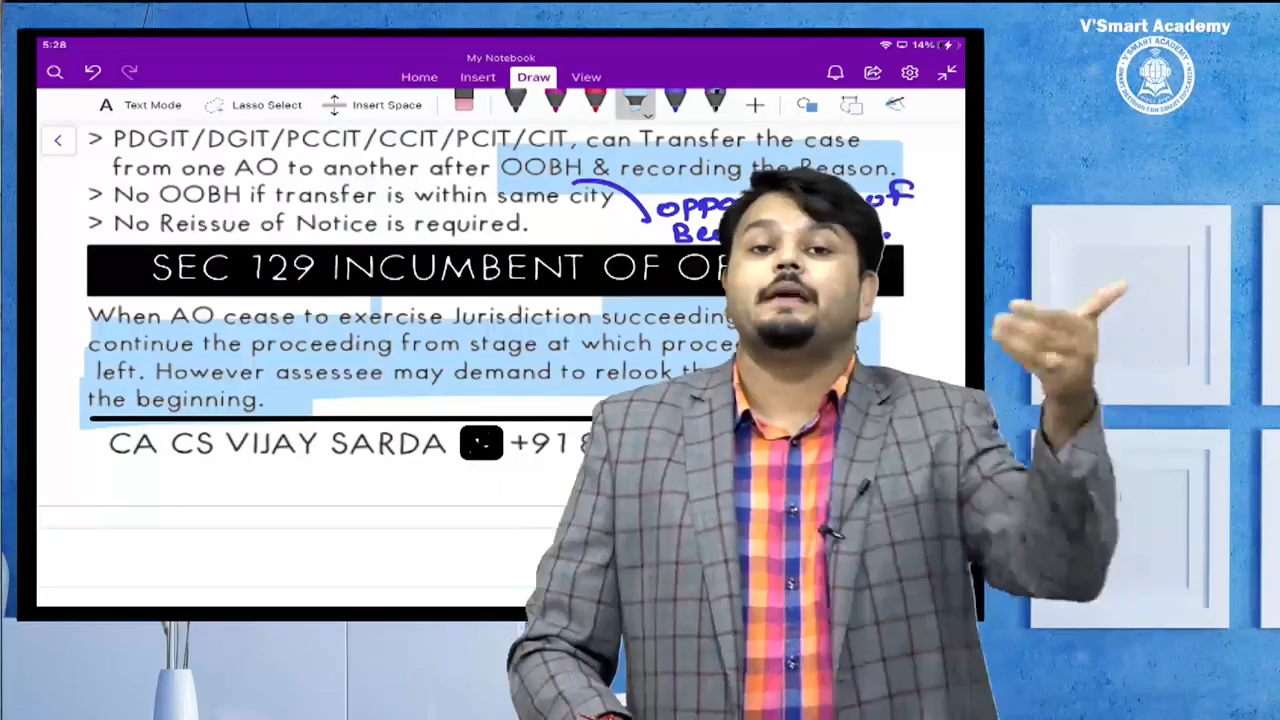 V'Smart Academy
V SMART ACADEMY
5:28
14%
My Notebook
Home Insert Draw View
A Text Mode Lasso Select Insert Space
> PDGIT/DGIT/PCCIT/CCIT/PCIT/CIT, can Transfer the case
from one AO to another after OOBH & recording the Reason.
> No OOBH if transfer is within same city
of
> No Reissue of Notice is required.
SEC 129 INCUMBENT OF
When AO cease to exercise Jurisdiction succeeding
continue the proceeding from stage at which
left. However assessee may demand to relook
the beginning.
CA CS VIJAY SARDA +91